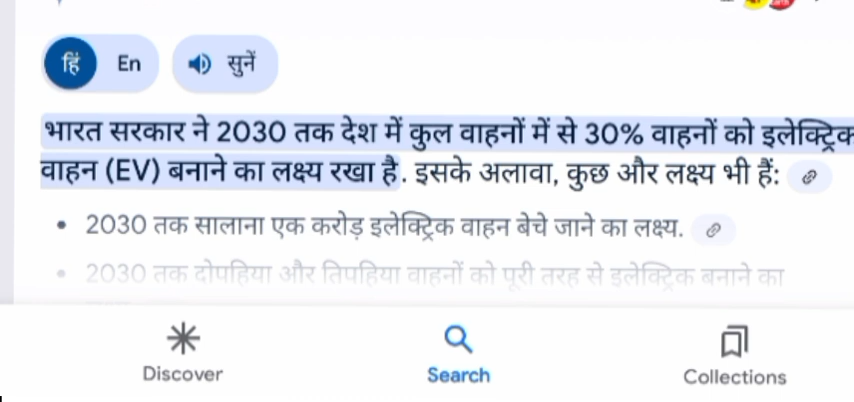 हिं En सुनें
भारत सरकार ने 2030 तक देश में कुल वाहनों में से 30% वाहनों को इलेक्ट्रिक
वाहन (EV) बनाने का लक्ष्य रखा है. इसके अलावा, कुछ और लक्ष्य भी हैं:
• 2030 तक सालाना एक करोड़ इलेक्ट्रिक वाहन बेचे जाने का लक्ष्य.
• 2030 तक दोपहिया और तिपहिया वाहनों को पूरी तरह से इलेक्ट्रिक बनाने का
Discover Search Collections